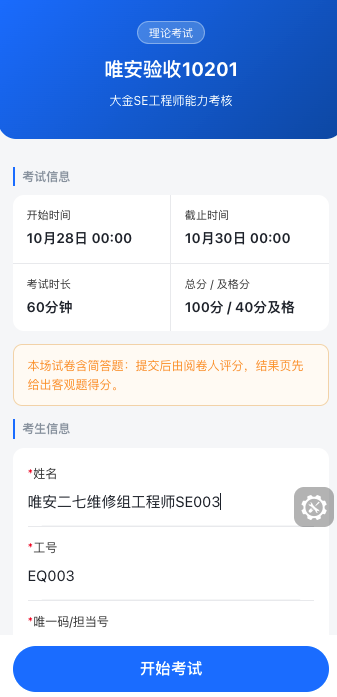 理论考试
唯安验收10201
大金SE工程师能力考核
考试信息
开始时间
10月28日 00:00
截止时间
10月30日 00:00
考试时长
60分钟
总分 / 及格分
100分 / 40分及格
本场试卷含简答题：提交后由阅卷人评分，结果页先
给出客观题得分。
考生信息
*姓名
唯安二七维修组工程师SE003
*工号
EQ003
*唯一码/担当号
开始考试